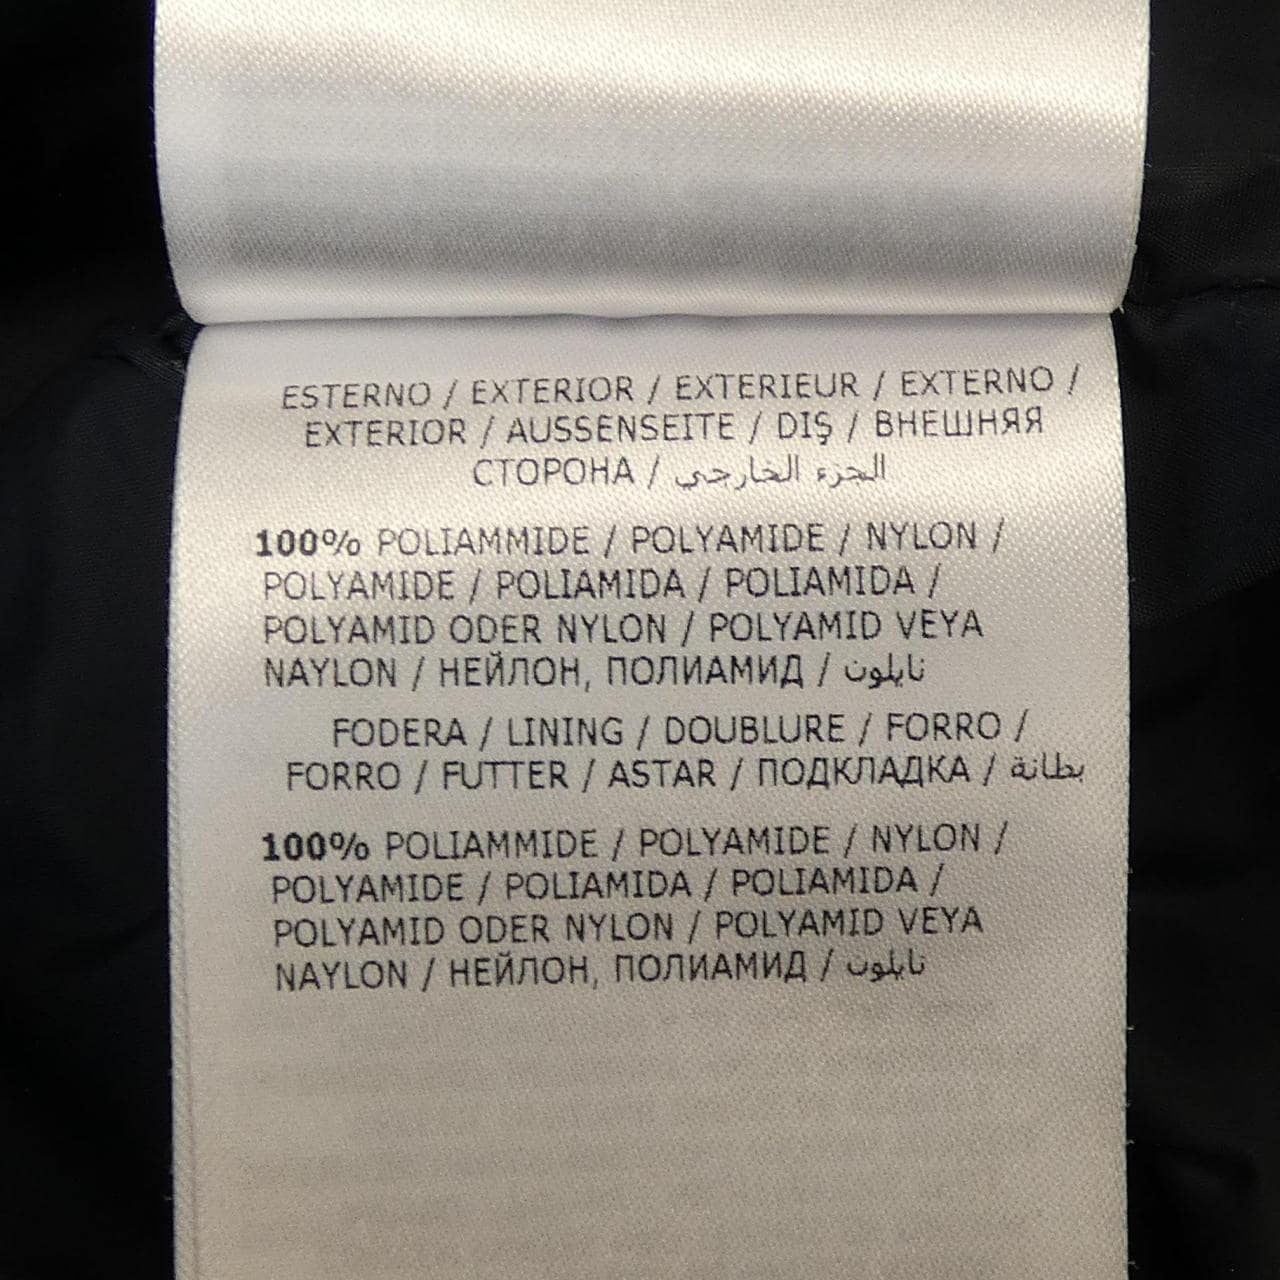 ESTERNO / EXTERIOR / EXTERIEUR / EXTERNO /
EXTERIOR / AUSSENSEITE / DIŞ / ВНЕШНЯЯ
СТОРОНА / الجزء الخارجي
100% POLIAMMIDE / POLYAMIDE / NYLON /
POLYAMIDE / POLIAMIDA / POLIAMIDA /
POLYAMID ODER NYLON / POLYAMID VEYA
NAYLON / НЕЙЛОН, ПОЛИАМИД / نايلون
FODERA / LINING / DOUBLURE / FORRO /
FORRO / FUTTER / ASTAR / ПОДКЛАДКА / بطانة
100% POLIAMMIDE / POLYAMIDE / NYLON /
POLYAMIDE / POLIAMIDA / POLIAMIDA /
POLYAMID ODER NYLON / POLYAMID VEYA
NAYLON / НЕЙЛОН, ПОЛИАМИД / نايلون